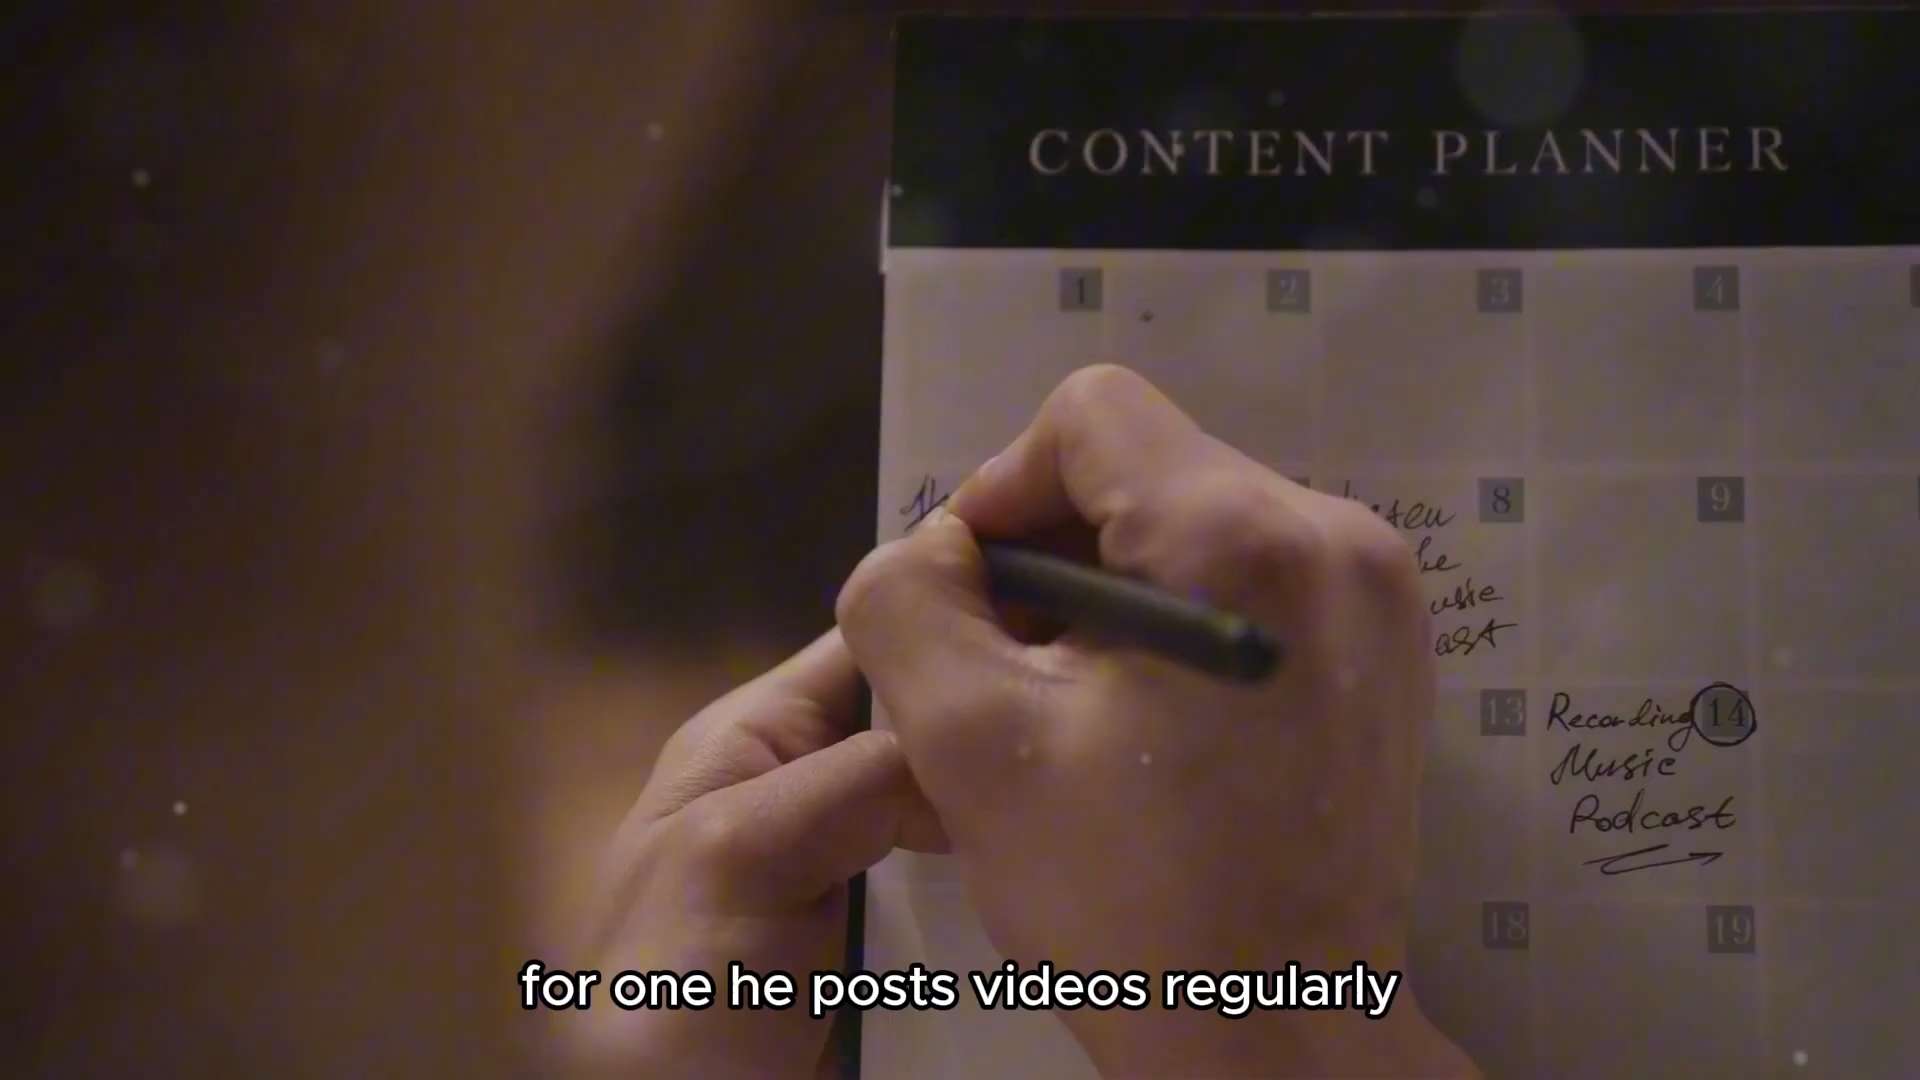 CONTENT PLANNER
1 2 3 4
8 9
13 Recording 14
Music
Podcast
18 19
for one he posts videos regularly